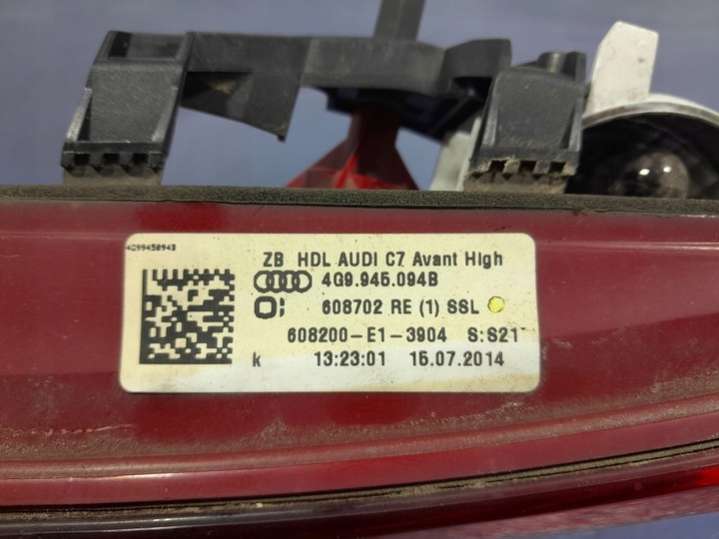 ZB HDL AUDI C7 Avant High
4G9945094B
4G9.945.094B
608702 RE (1) SSL
608200-E1-3904 S:S21
k 13:23:01 15.07.2014